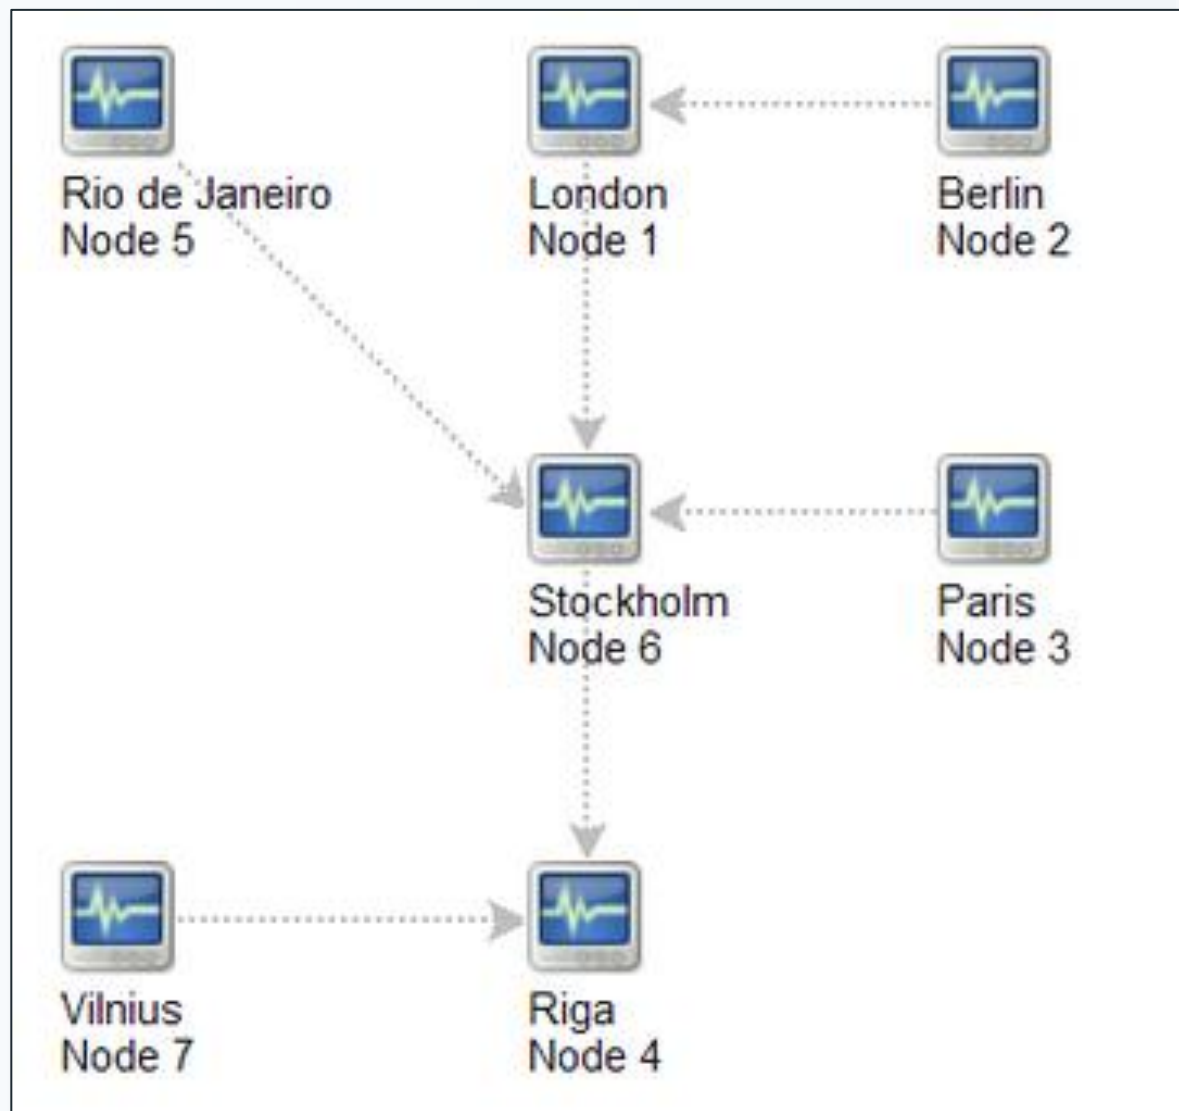 Rio de Janeiro
Node 5
London
Node 1
Berlin
Node 2
Stockholm
Node 6
Paris
Node 3
Vilnius
Node 7
Riga
Node 4